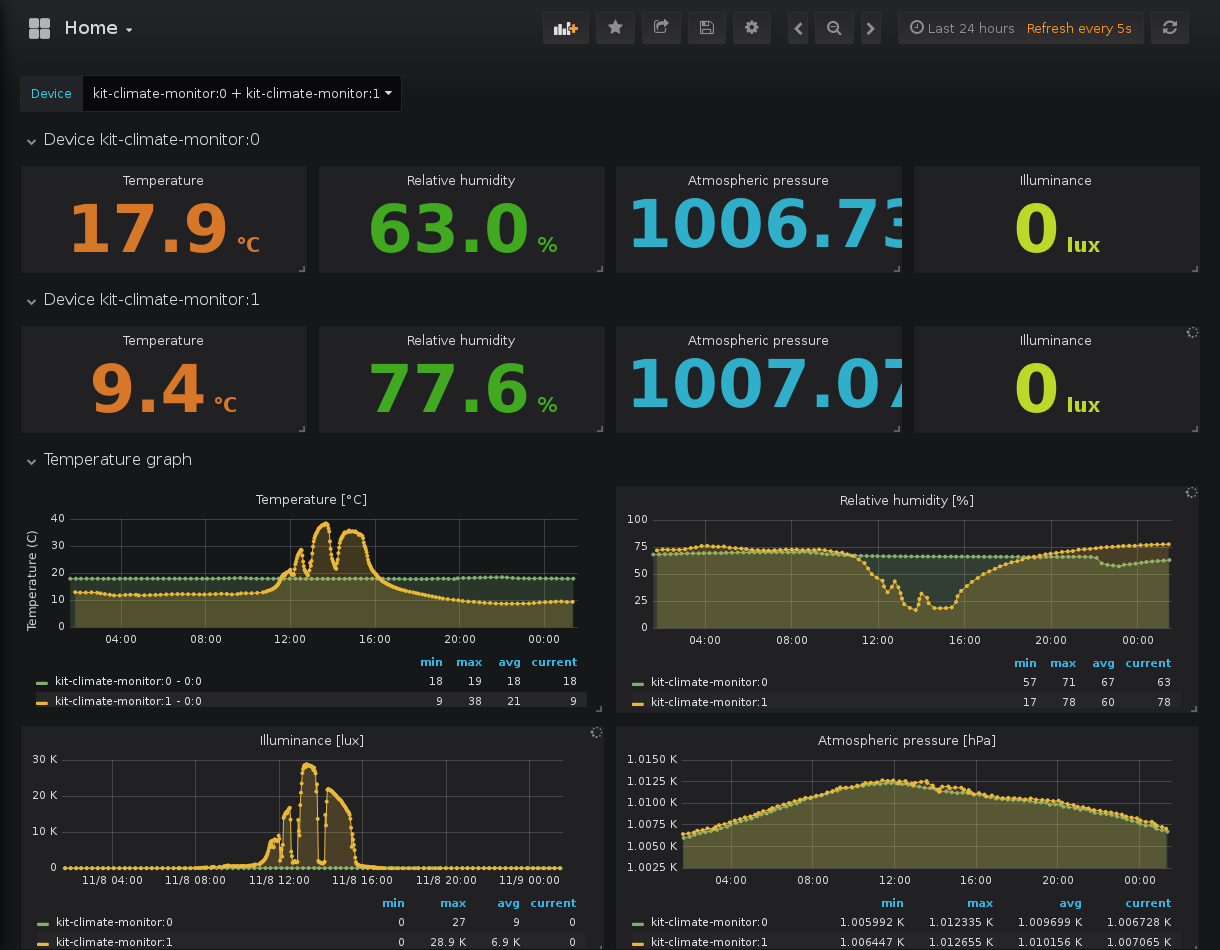 Home
Last 24 hours Refresh every 5s
Device kit-climate-monitor:0 + kit-climate-monitor:1
Device kit-climate-monitor:0
Temperature
17.9 °C
Relative humidity
63.0 %
Atmospheric pressure
1006.73
Illuminance
0 lux
Device kit-climate-monitor:1
Temperature
9.4 °C
Relative humidity
77.6 %
Atmospheric pressure
1007.07
Illuminance
0 lux
Temperature graph
Temperature [°C]
Temperature (C)
40
30
20
10
0
04:00 08:00 12:00 16:00 20:00 00:00
min max avg current
kit-climate-monitor:0 - 0:0 18 19 18 18
kit-climate-monitor:1 - 0:0 9 38 21 9
Relative humidity [%]
100
75
50
25
0
04:00 08:00 12:00 16:00 20:00 00:00
min max avg current
kit-climate-monitor:0 57 71 67 63
kit-climate-monitor:1 17 78 60 78
Illuminance [lux]
30 K
20 K
10 K
0
11/8 04:00 11/8 08:00 11/8 12:00 11/8 16:00 11/8 20:00 11/9 00:00
min max avg current
kit-climate-monitor:0 0 27 9 0
kit-climate-monitor:1 0 28.9 K 6.9 K 0
Atmospheric pressure [hPa]
1.0150 K
1.0125 K
1.0100 K
1.0075 K
1.0050 K
1.0025 K
04:00 08:00 12:00 16:00 20:00 00:00
min max avg current
kit-climate-monitor:0 1.005992 K 1.012335 K 1.009699 K 1.006728 K
kit-climate-monitor:1 1.006447 K 1.012655 K 1.010156 K 1.007065 K